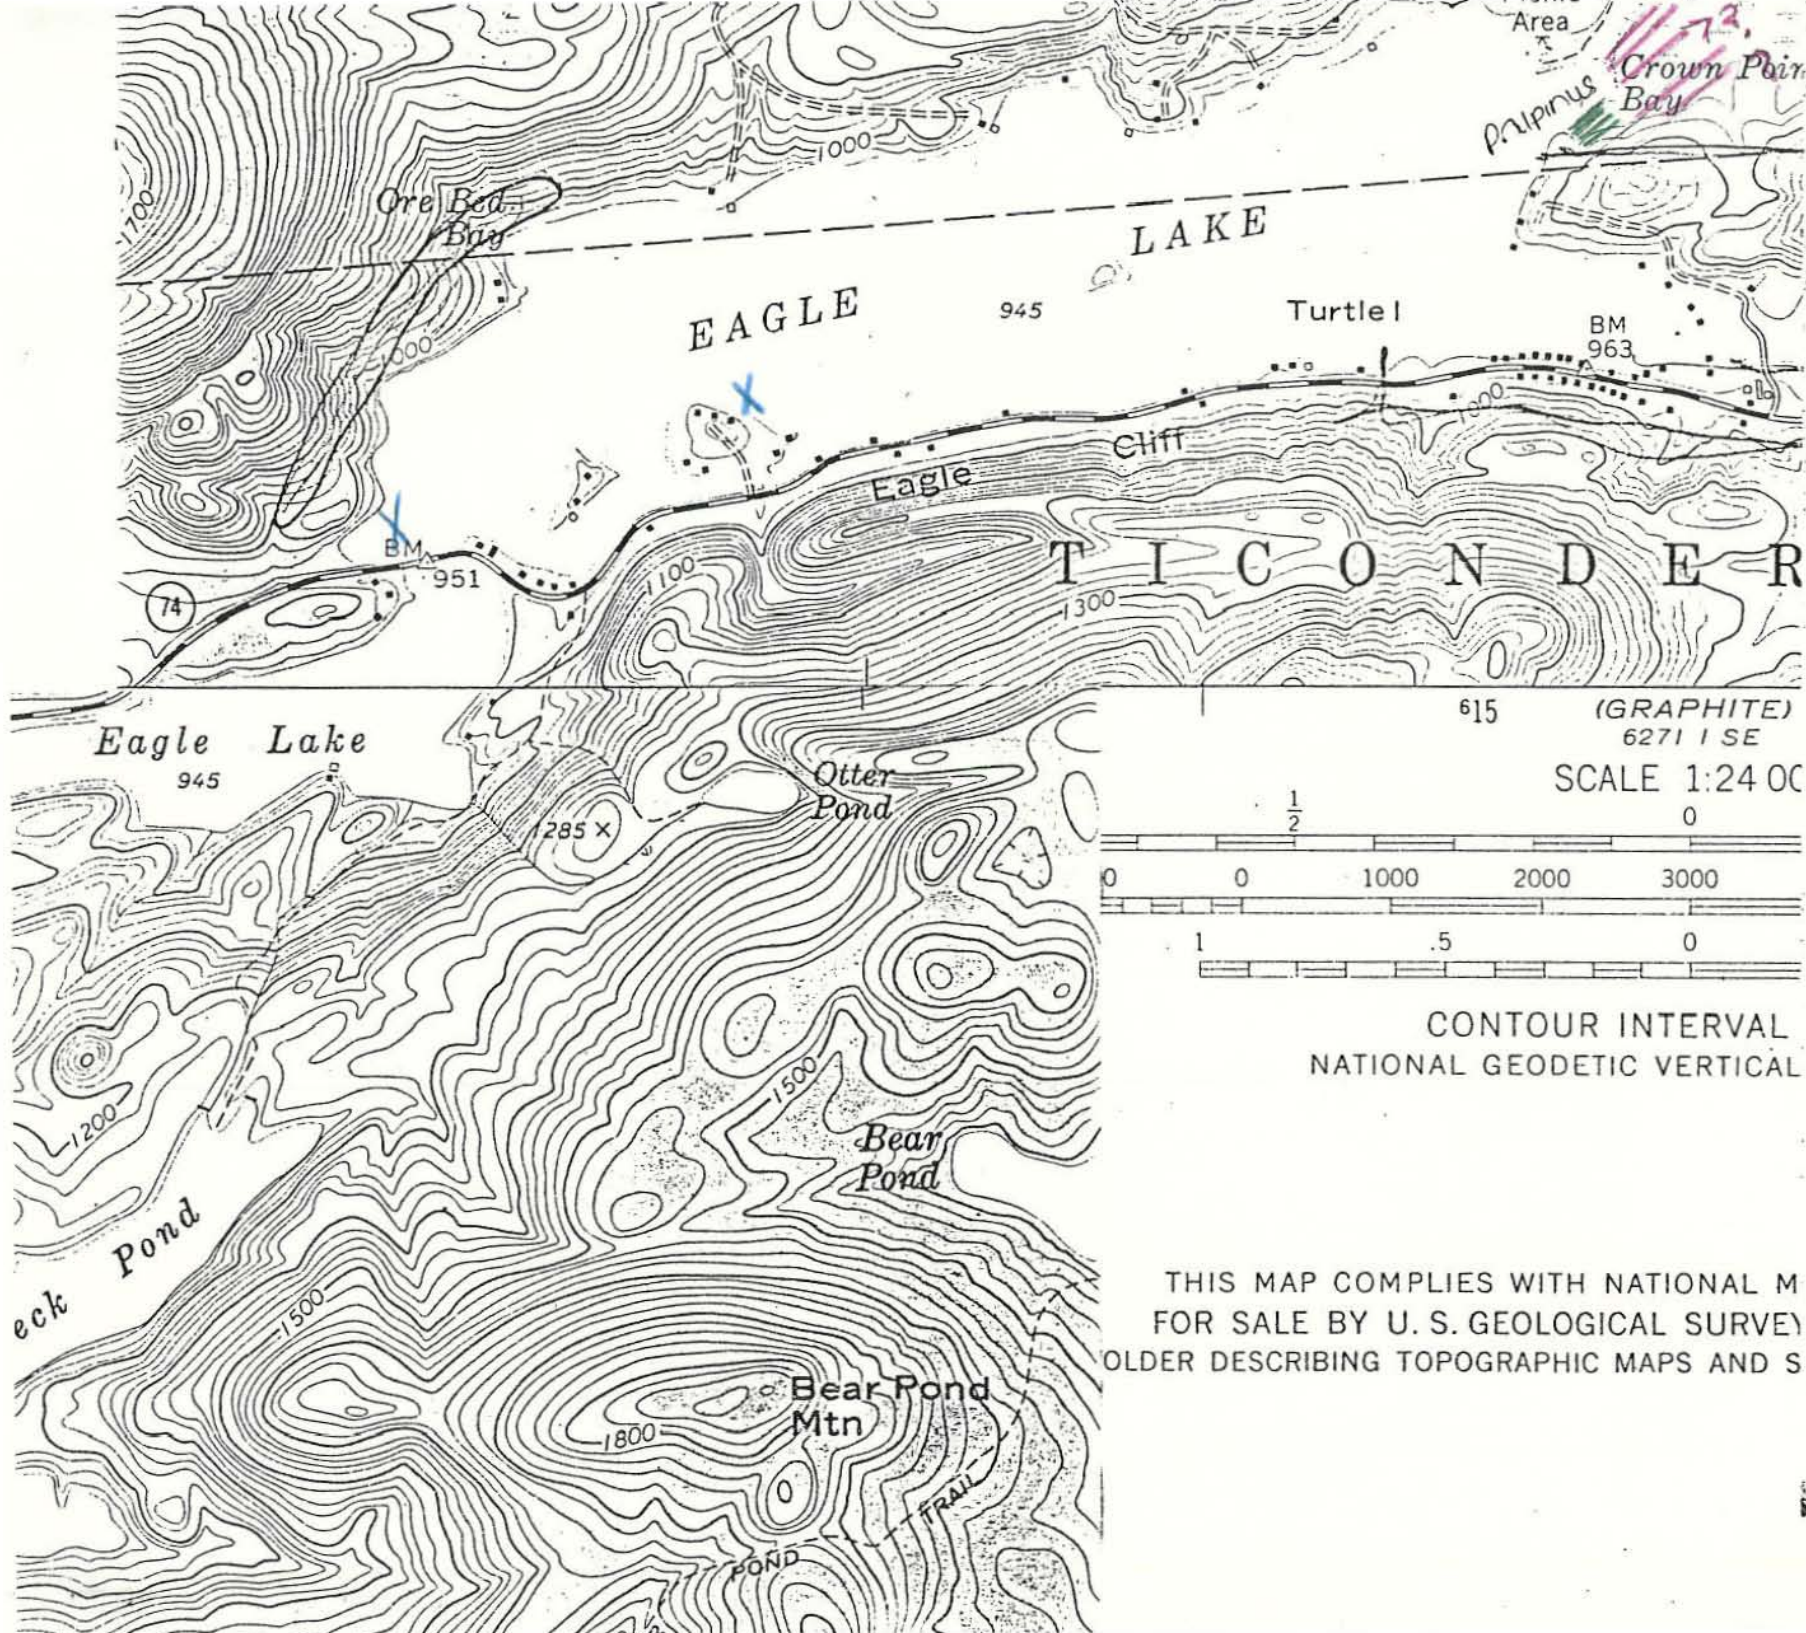 Area
7?
Crown Poin
Bay
P. alpinus
1000
1700
Ore Bed
Bay
LAKE
EAGLE
945
Turtle I
BM
963
1000
1000
Cliff
Eagle
BM
951
TICONDER
1100
74
1300
615
(GRAPHITE)
6271 I SE
Eagle Lake
945
SCALE 1:24 00
Otter
Pond
1285 X
1/2
0
0
0
1000
2000
3000
1
.5
0
CONTOUR INTERVAL
NATIONAL GEODETIC VERTICAL
1500
1200
Bear
Pond
eck Pond
THIS MAP COMPLIES WITH NATIONAL M
FOR SALE BY U. S. GEOLOGICAL SURVEY
OLDER DESCRIBING TOPOGRAPHIC MAPS AND S
1500
Bear Pond
Mtn
1800
TRAIL
POND